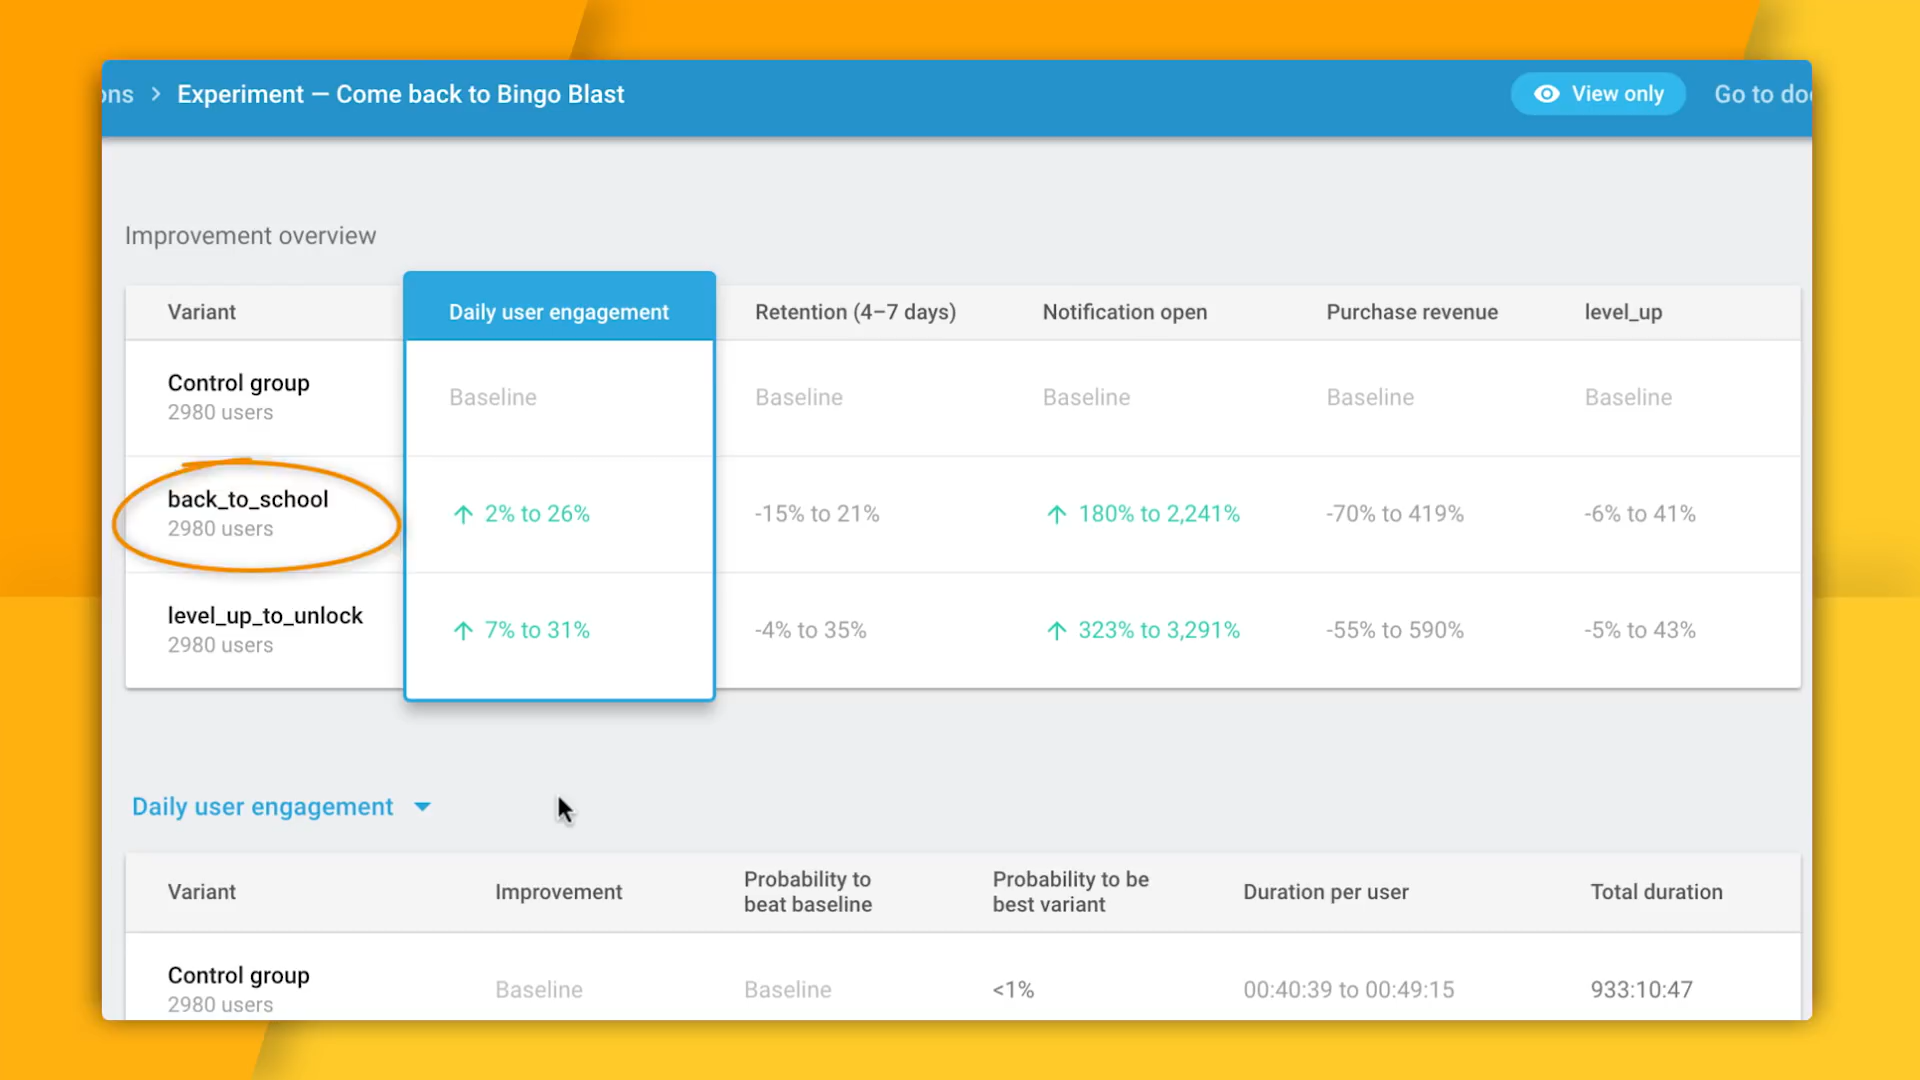 ons > Experiment — Come back to Bingo Blast
View only
Go to doc
Improvement overview
Variant Daily user engagement Retention (4–7 days) Notification open Purchase revenue level_up
Control group
2980 users
Baseline Baseline Baseline Baseline Baseline
back_to_school
2980 users
↑ 2% to 26% -15% to 21% ↑ 180% to 2,241% -70% to 419% -6% to 41%
level_up_to_unlock
2980 users
↑ 7% to 31% -4% to 35% ↑ 323% to 3,291% -55% to 590% -5% to 43%
Daily user engagement
Variant Improvement Probability to beat baseline Probability to be best variant Duration per user Total duration
Control group
2980 users
Baseline Baseline <1% 00:40:39 to 00:49:15 933:10:47